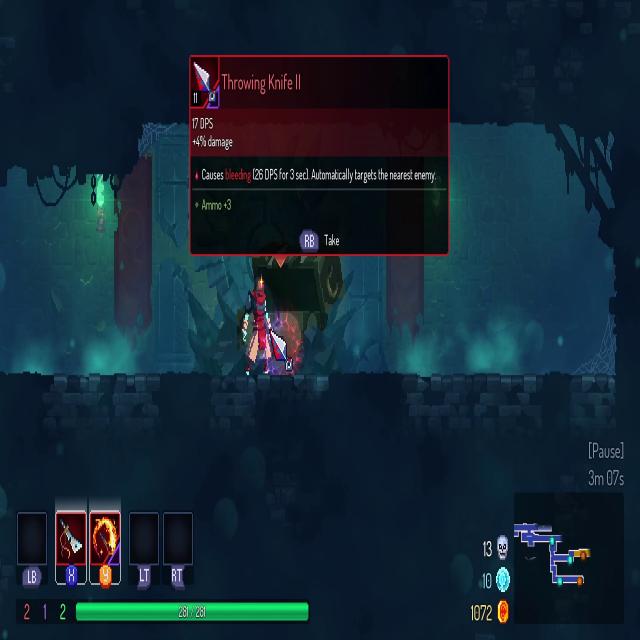 Throwing Knife II
II
17 DPS
+4% damage
Causes bleeding (26 DPS for 3 sec). Automatically targets the nearest enemy.
Ammo +3
RB Take
[Pause]
3m 07s
13
10
1072
LB X Y LT RT
2 1 2 281 / 281